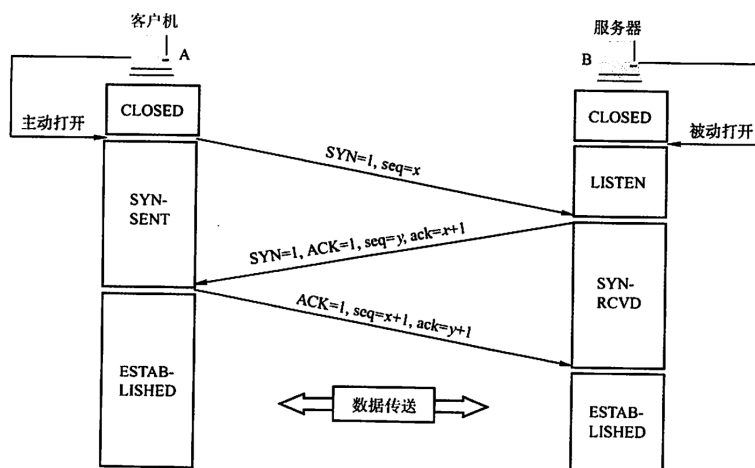 客户机
服务器
A
B
CLOSED
CLOSED
主动打开
被动打开
SYN=1, seq=x
LISTEN
SYN-
SENT
SYN=1, ACK=1, seq=y, ack=x+1
SYN-
RCVD
ACK=1, seq=x+1, ack=y+1
ESTAB-
LISHED
数据传送
ESTAB-
LISHED